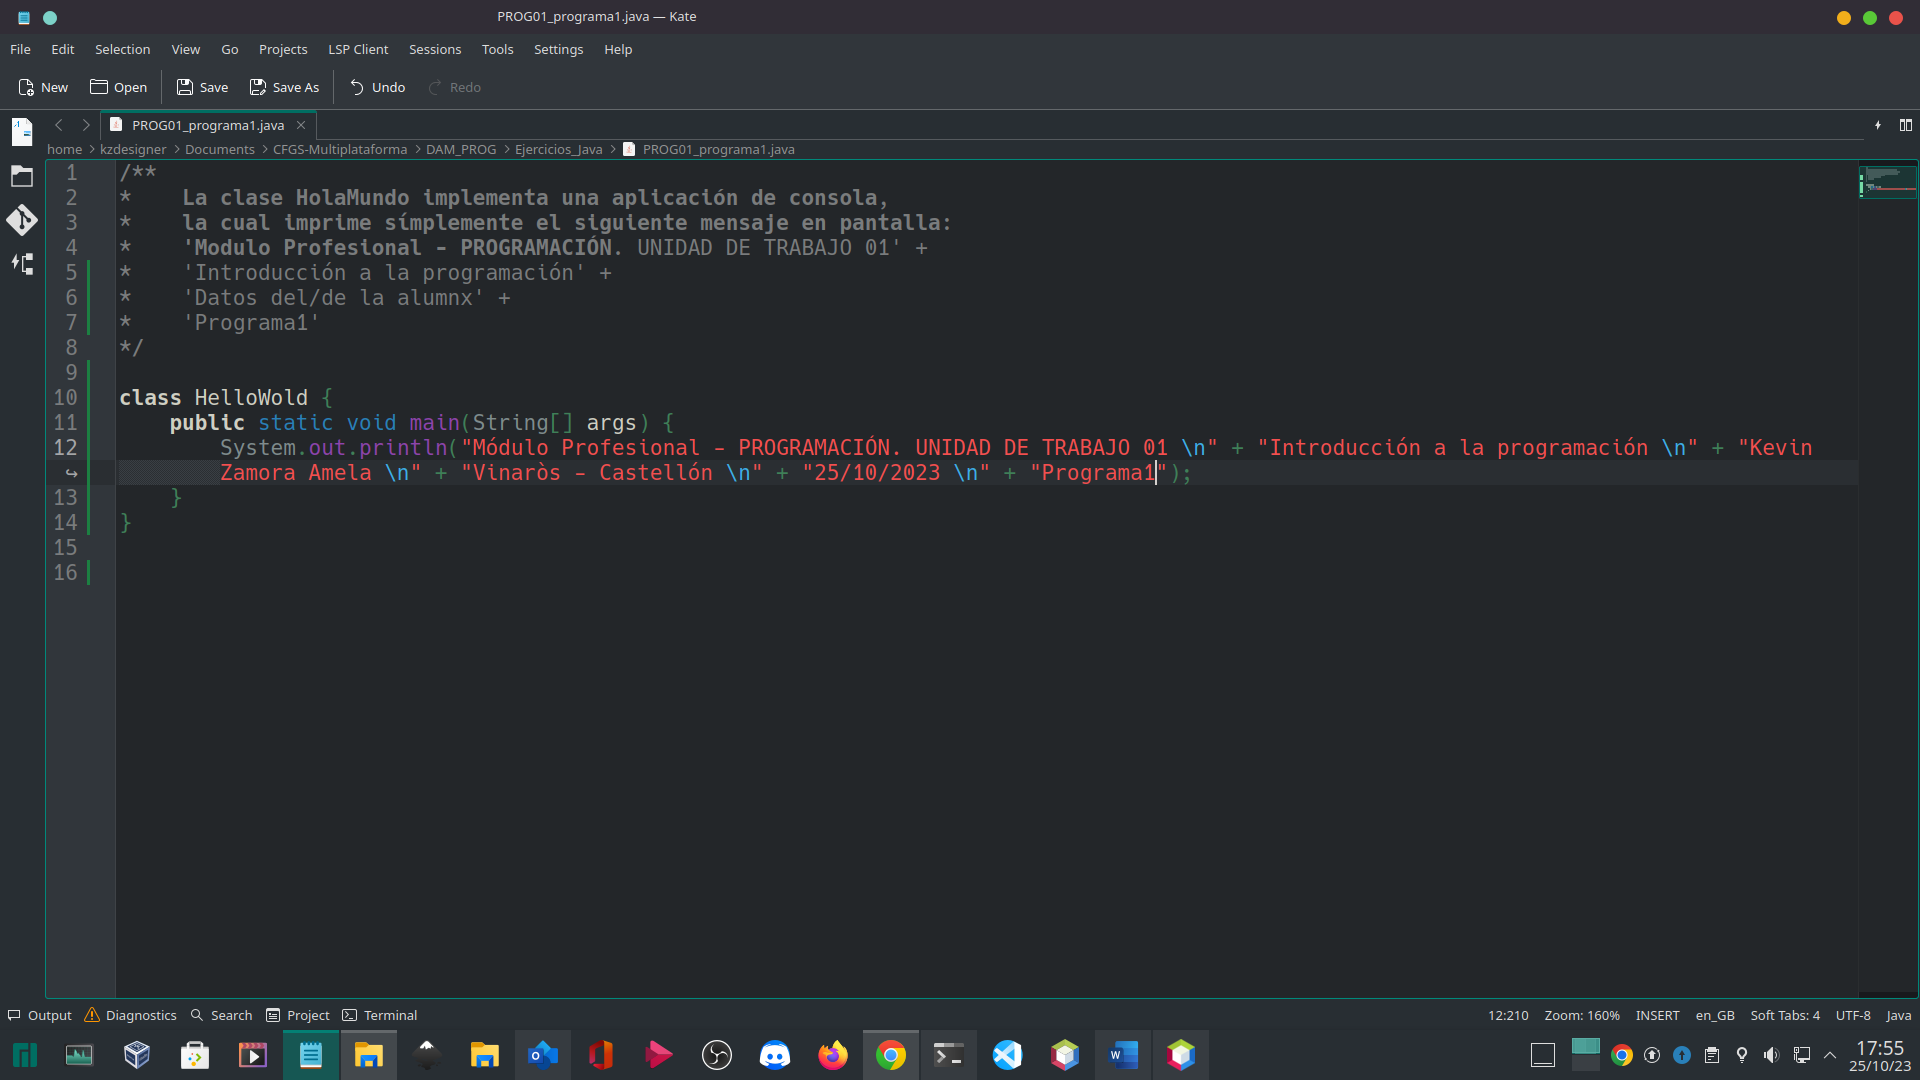 PROG01_programa1.java — Kate
File Edit Selection View Go Projects LSP Client Sessions Tools Settings Help
New Open Save Save As Undo Redo
PROG01_programa1.java
home > kzdesigner > Documents > CFGS-Multiplataforma > DAM_PROG > Ejercicios_Java > PROG01_programa1.java
1 /**
2 *    La clase HolaMundo implementa una aplicación de consola,
3 *    la cual imprime símplemente el siguiente mensaje en pantalla:
4 *    'Modulo Profesional - PROGRAMACIÓN. UNIDAD DE TRABAJO 01' +
5 *    'Introducción a la programación' +
6 *    'Datos del/de la alumnx' +
7 *    'Programa1'
8 */
9
10 class HelloWold {
11     public static void main(String[] args) {
12         System.out.println("Módulo Profesional - PROGRAMACIÓN. UNIDAD DE TRABAJO 01 \n" + "Introducción a la programación \n" + "Kevin
↪         Zamora Amela \n" + "Vinaròs - Castellón \n" + "25/10/2023 \n" + "Programa1");
13     }
14 }
15
16
Output Diagnostics Search Project Terminal 12:210 Zoom: 160% INSERT en_GB Soft Tabs: 4 UTF-8 Java
17:55
25/10/23